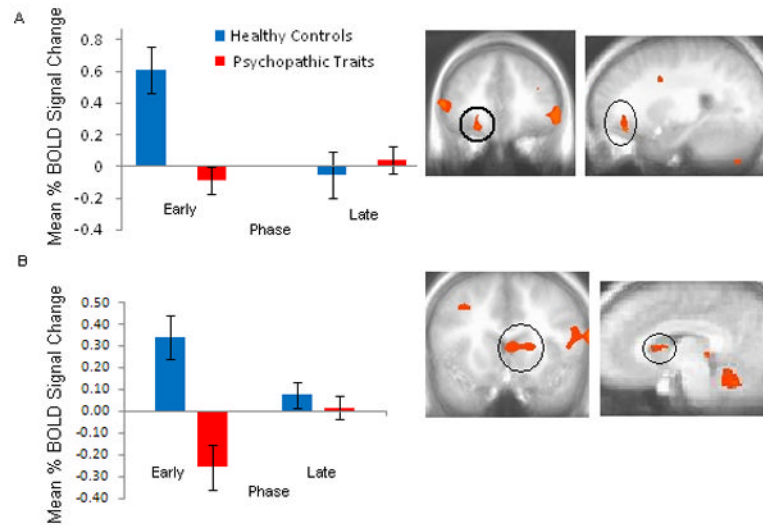 A
Mean % BOLD Signal Change
0.8
0.6
0.4
0.2
0
-0.2
-0.4
Healthy Controls
Psychopathic Traits
Early
Late
Phase
B
Mean % BOLD Signal Change
0.50
0.40
0.30
0.20
0.10
0.00
-0.10
-0.20
-0.30
-0.40
Early
Late
Phase